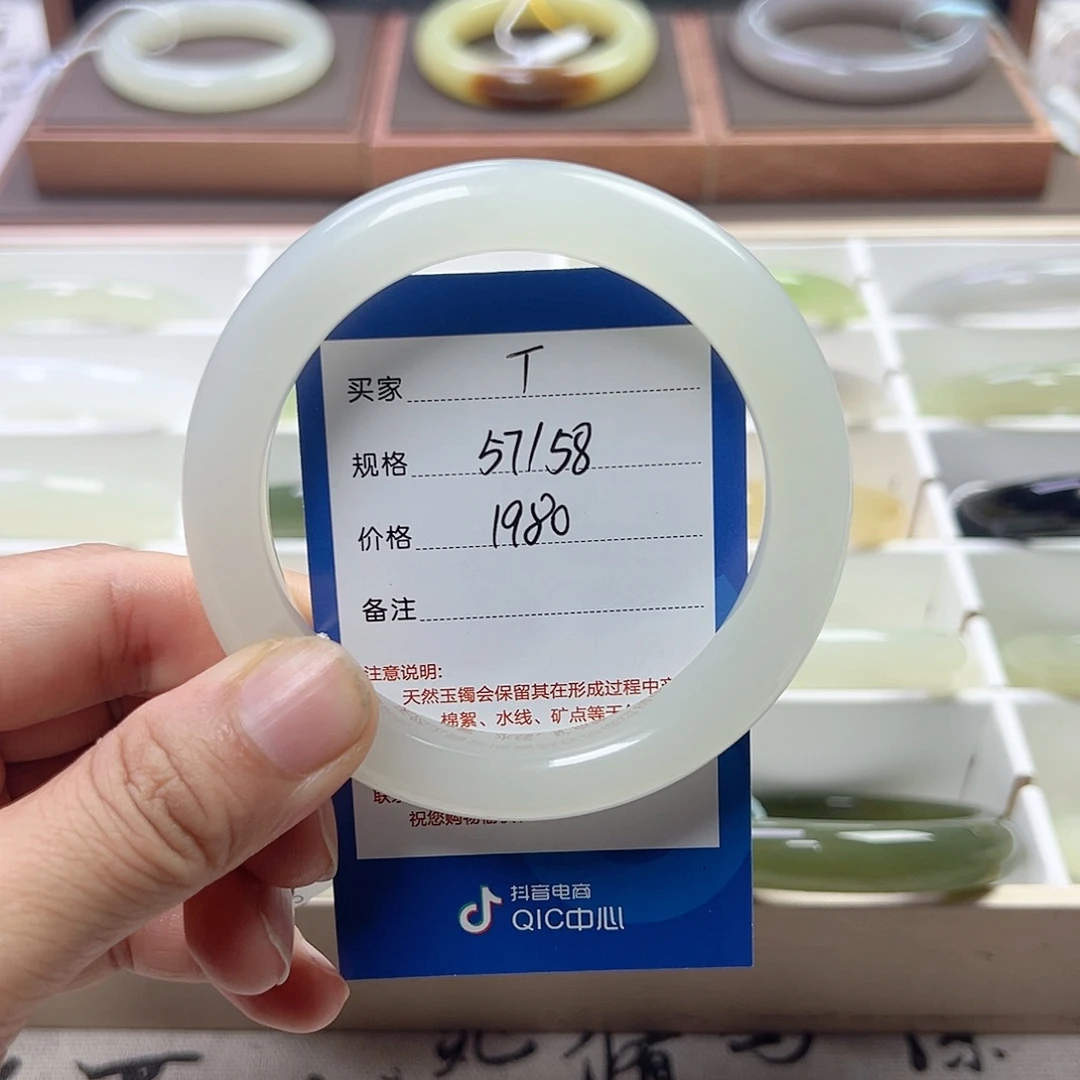 买家 T
规格 57/58
价格 1980
备注
注意说明:
天然玉镯会保留其在形成过程中
棉絮、水线、矿点等
祝您购物
抖音电商
QIC中心